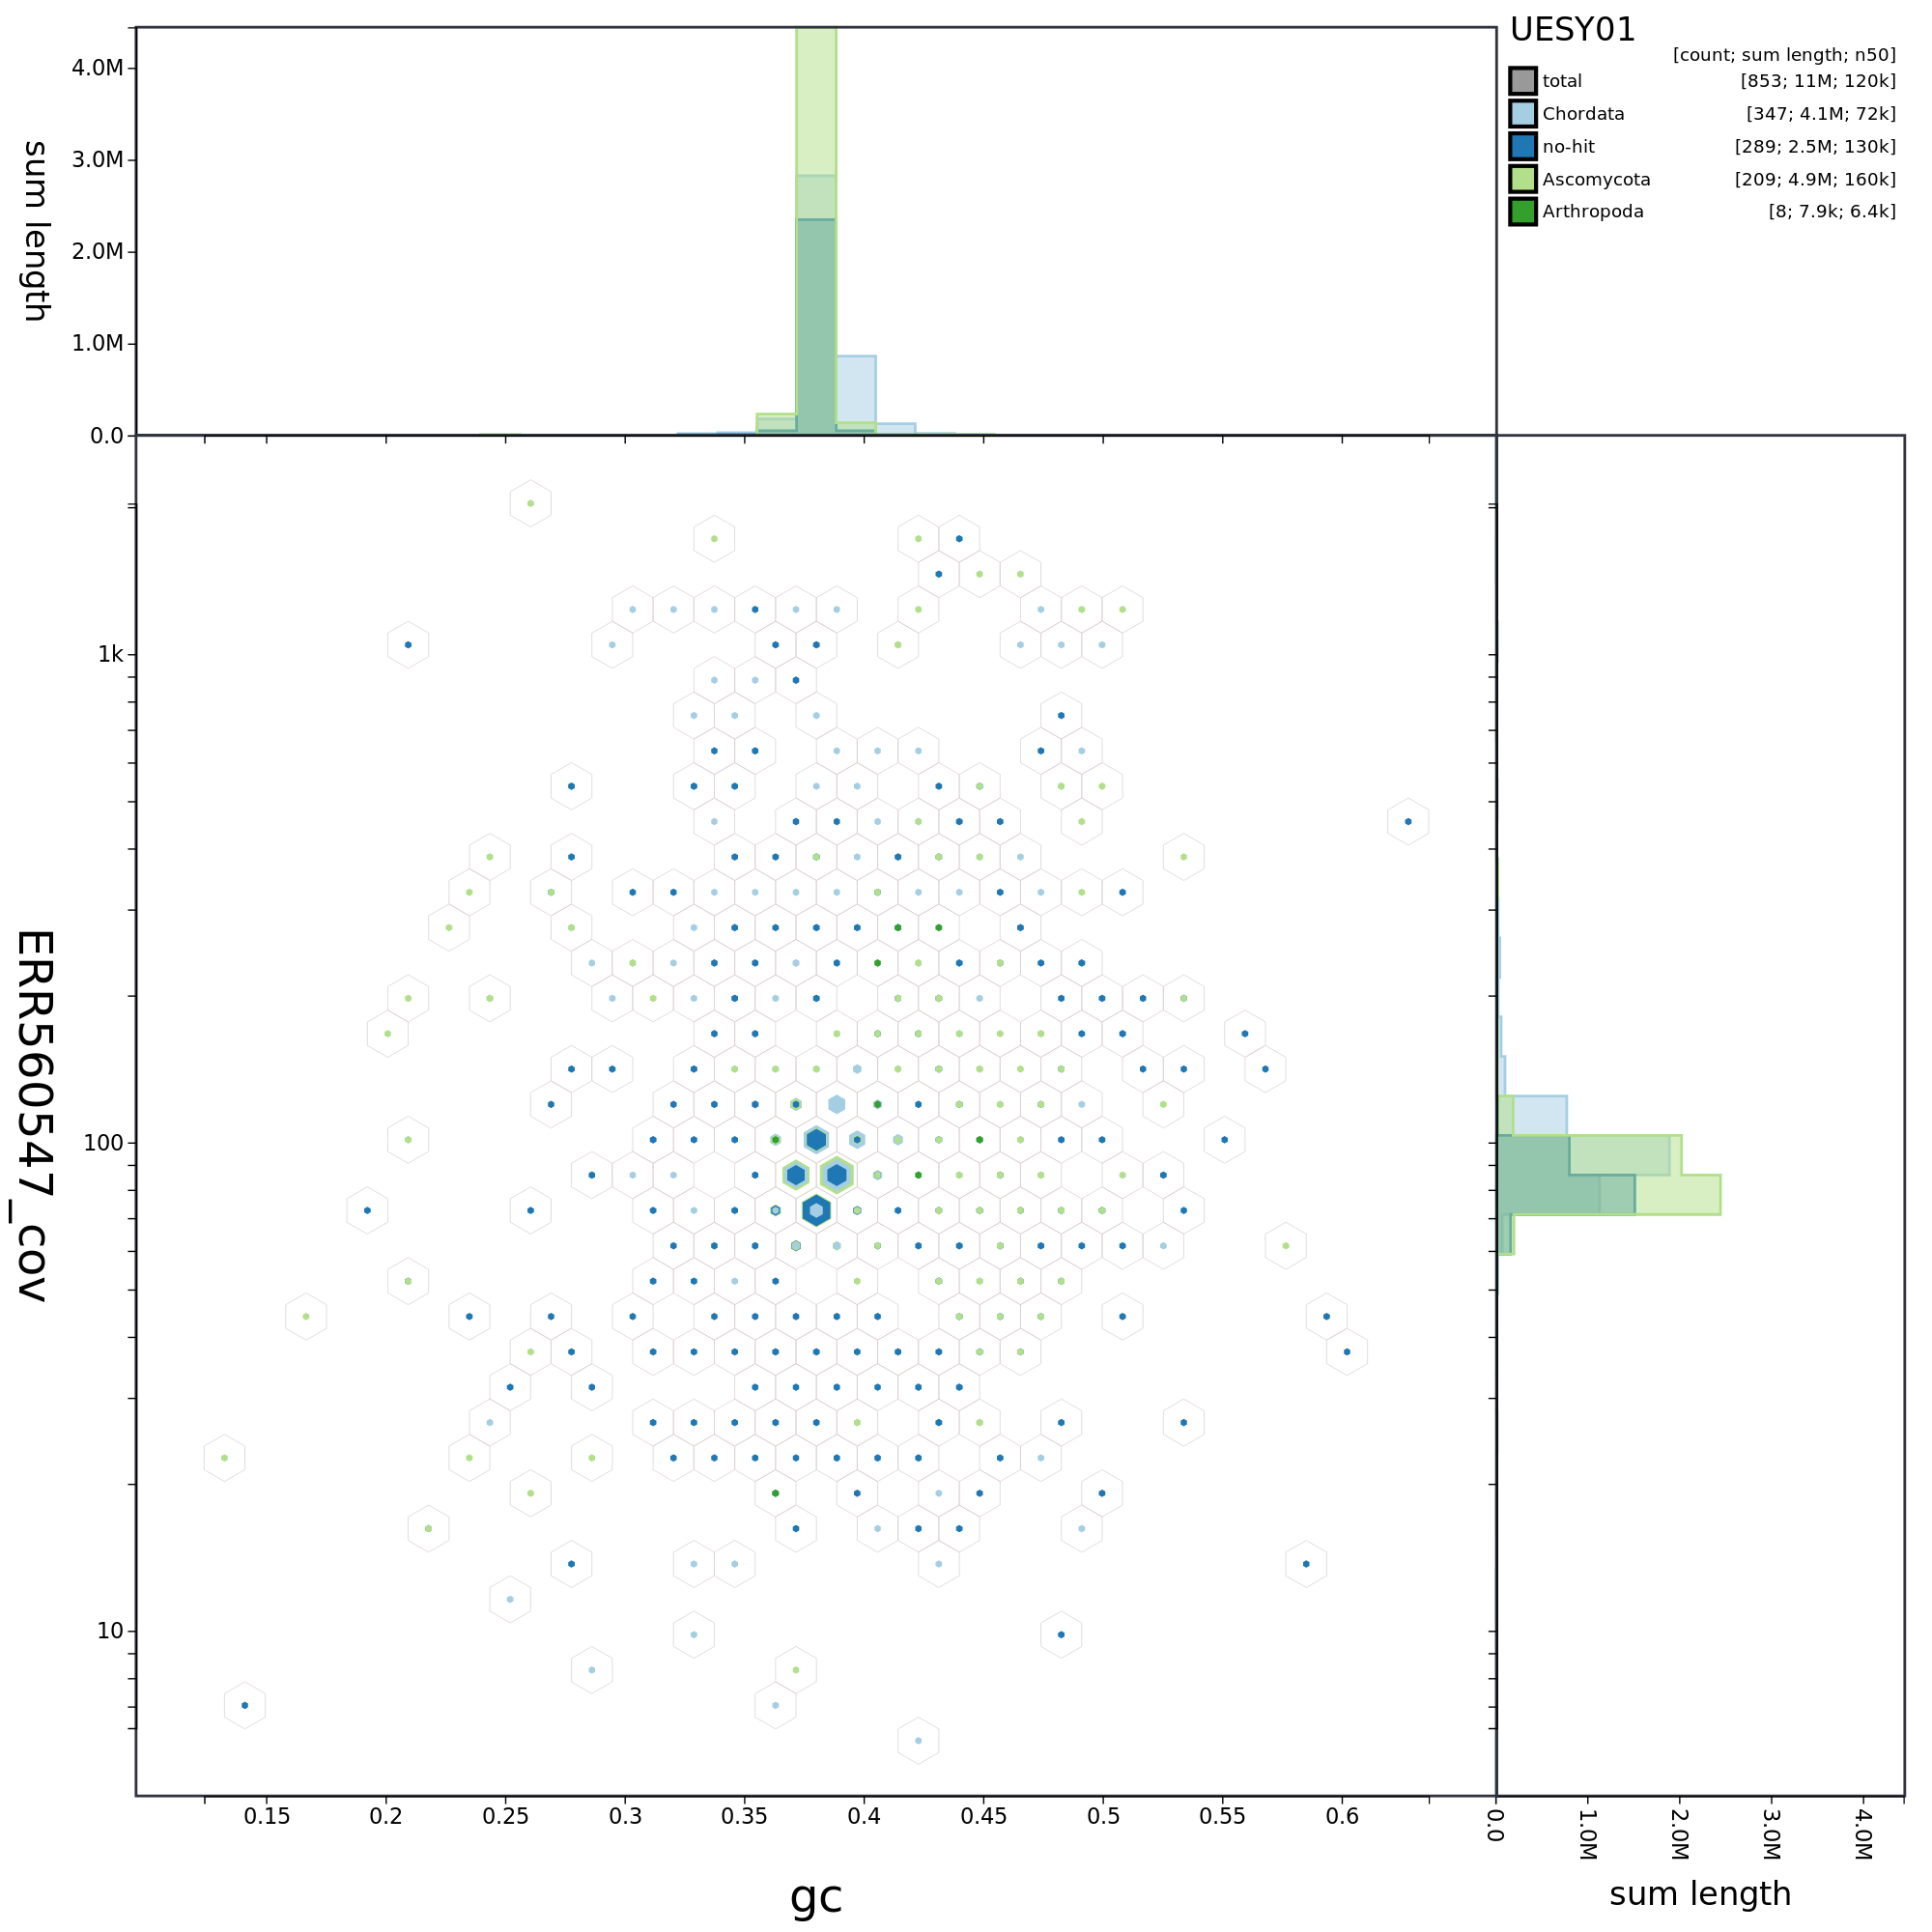 UESY01
[count; sum length; n50]
total [853; 11M; 120k]
Chordata [347; 4.1M; 72k]
no-hit [289; 2.5M; 130k]
Ascomycota [209; 4.9M; 160k]
Arthropoda [8; 7.9k; 6.4k]
sum length
4.0M
3.0M
2.0M
1.0M
0.0
ERR560547_cov
1k
100
10
0.15 0.2 0.25 0.3 0.35 0.4 0.45 0.5 0.55 0.6
gc
0.0 1.0M 2.0M 3.0M 4.0M
sum length